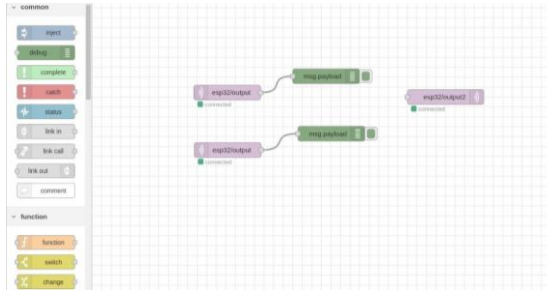 common
inject
debug
complete
catch
status
link in
link call
link out
comment
function
function
switch
change
esp32/output
connected
msg.payload
esp32/output2
connected
esp32/output
connected
msg.payload